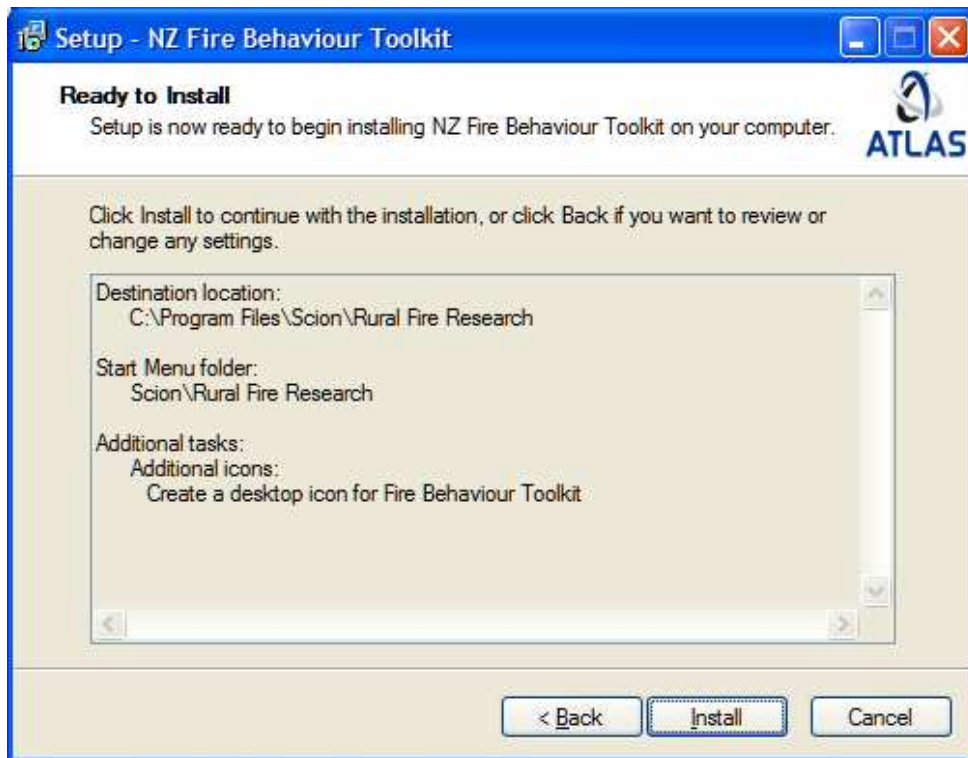 Setup - NZ Fire Behaviour Toolkit
Ready to Install
Setup is now ready to begin installing NZ Fire Behaviour Toolkit on your computer.
ATLAS
Click Install to continue with the installation, or click Back if you want to review or
change any settings.
Destination location:
C:\Program Files\Scion\Rural Fire Research
Start Menu folder:
Scion\Rural Fire Research
Additional tasks:
Additional icons:
Create a desktop icon for Fire Behaviour Toolkit
< Back
Install
Cancel